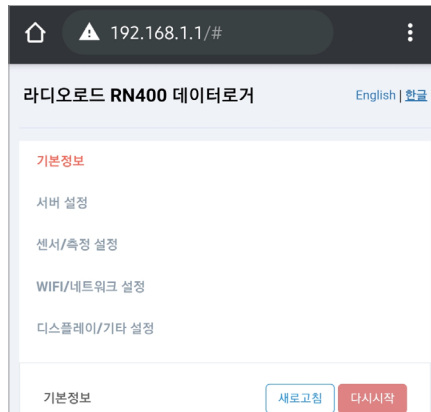 192.168.1.1/#
라디오로드 RN400 데이터로거
English | 한글
기본정보
서버 설정
센서/측정 설정
WIFI/네트워크 설정
디스플레이/기타 설정
기본정보
새로고침
다시시작